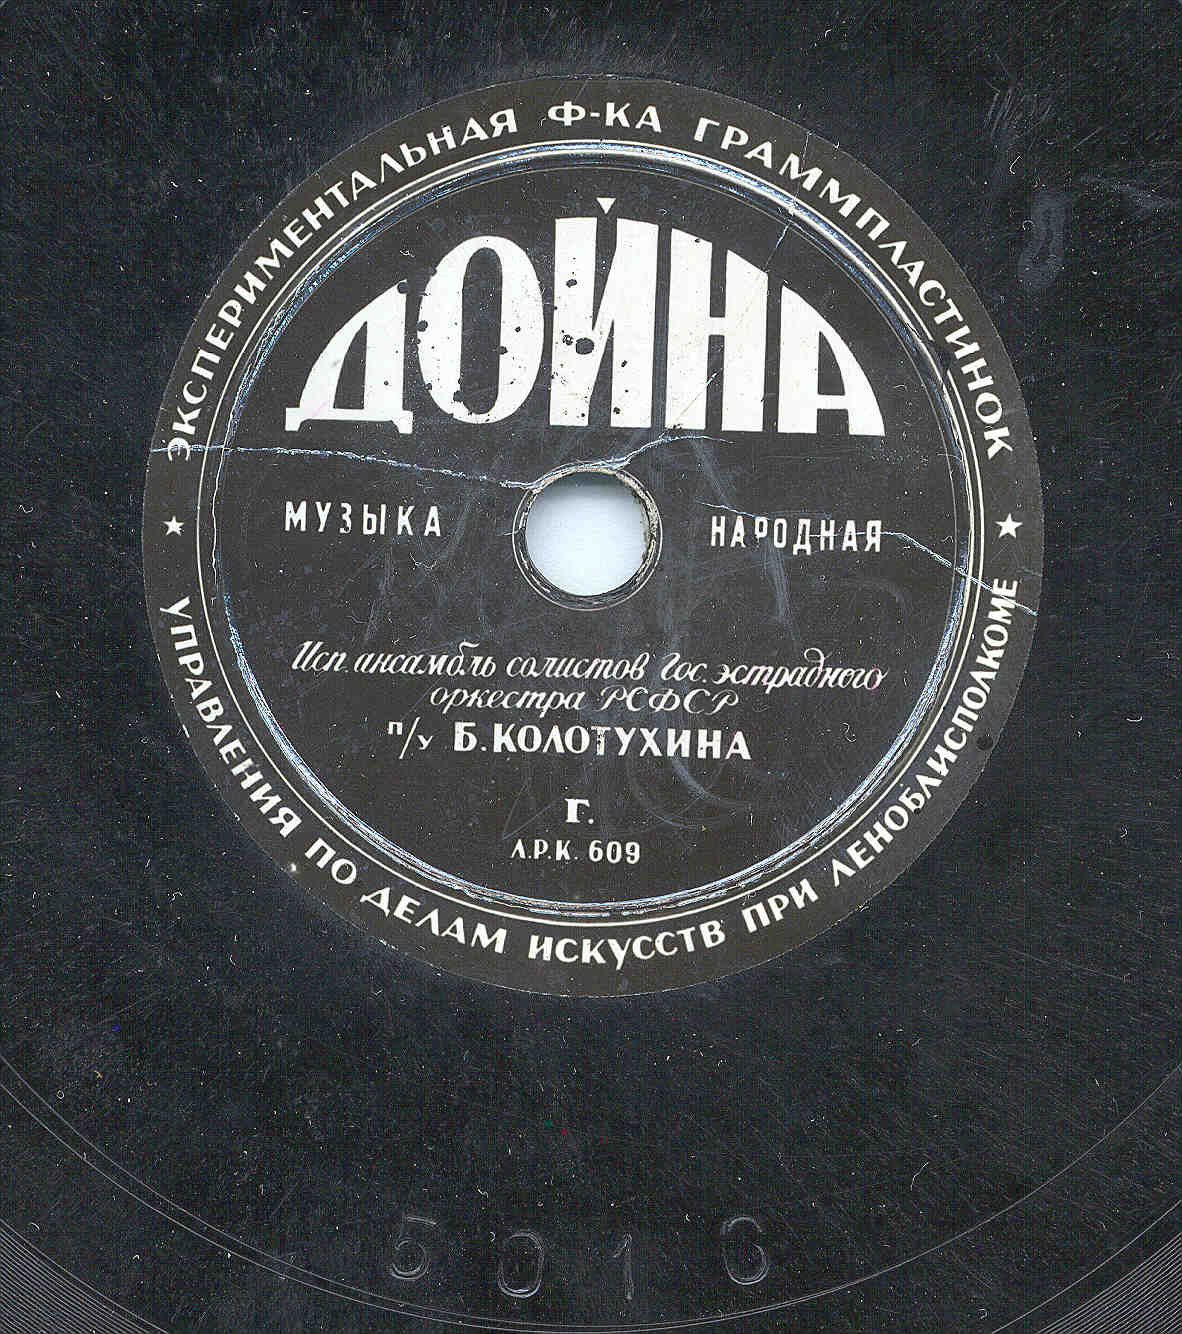 ЭКСПЕРИМЕНТАЛЬНАЯ Ф-КА ГРАММПЛАСТИНОК
ДОЙНА
МУЗЫКА НАРОДНАЯ
Исп. ансамбль солистов Гос. эстрадного
оркестра РСФСР
п/у Б. КОЛОТУХИНА
Г.
Л.Р.К. 609
УПРАВЛЕНИЯ ПО ДЕЛАМ ИСКУССТВ ПРИ ЛЕНОБЛИСПОЛКОМЕ